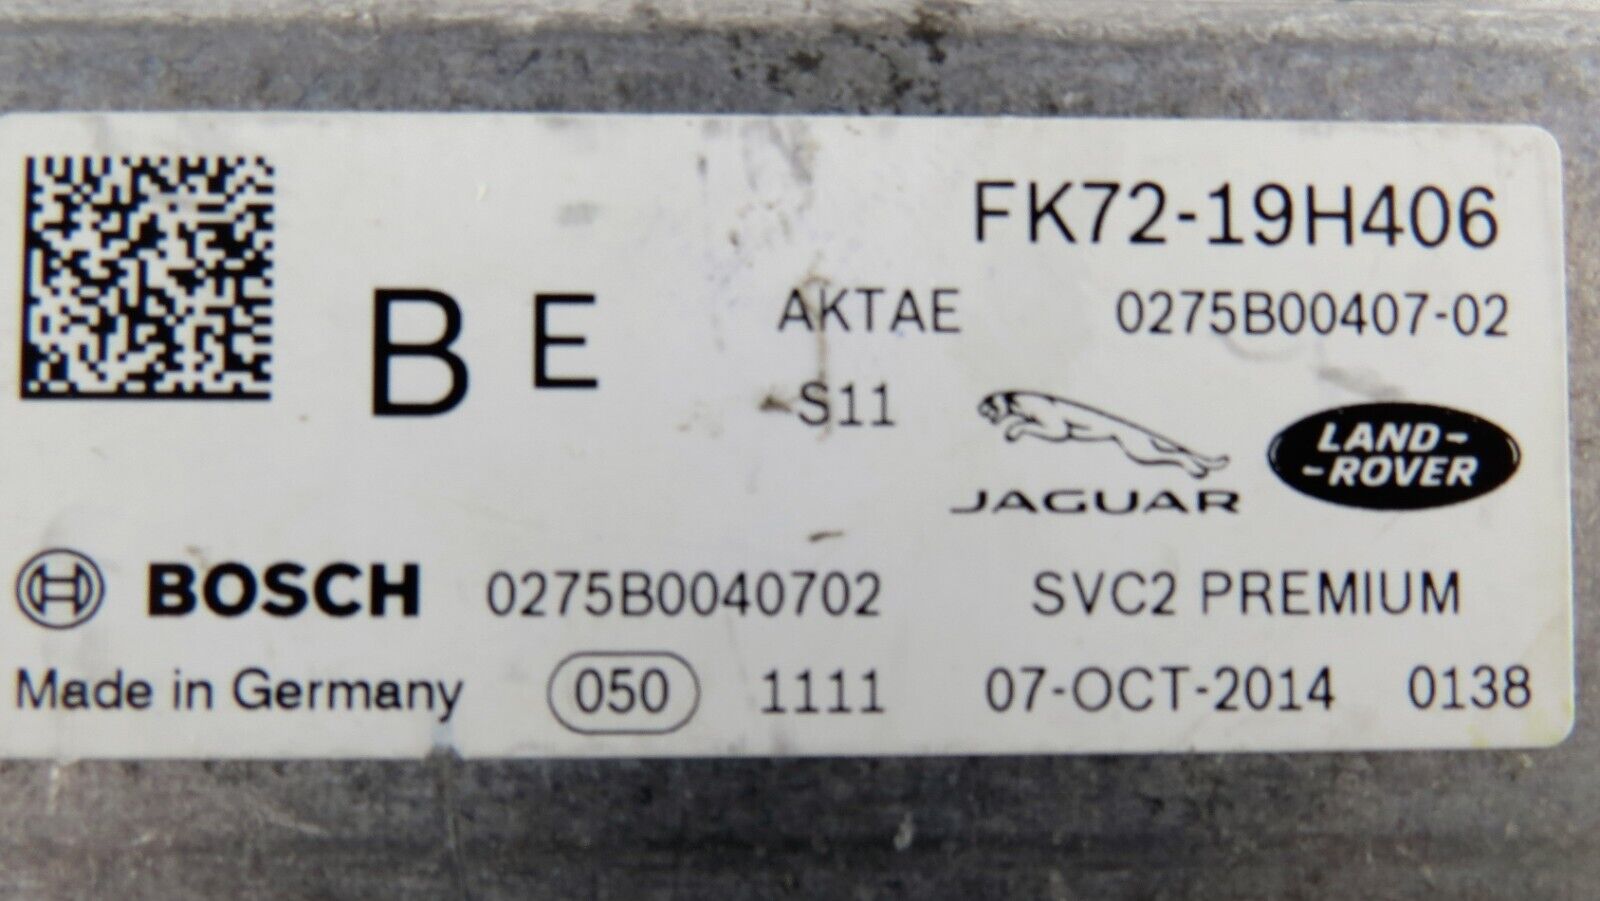 FK72-19H406
B E AKTAE 0275B00407-02
S11
JAGUAR
LAND-
-ROVER
BOSCH 0275B0040702 SVC2 PREMIUM
Made in Germany 050 1111 07-OCT-2014 0138